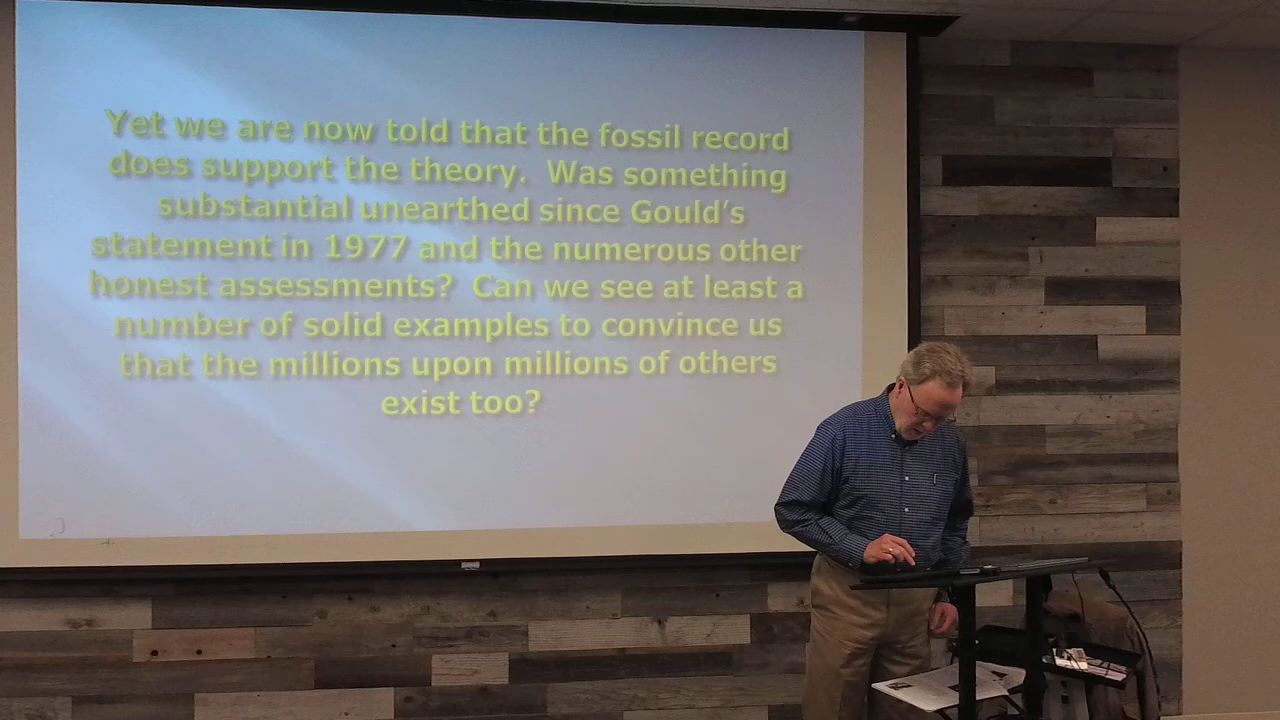 Yet we are now told that the fossil record
does support the theory.  Was something
substantial unearthed since Gould’s
statement in 1977 and the numerous other
honest assessments?  Can we see at least a
number of solid examples to convince us
that the millions upon millions of others
exist too?